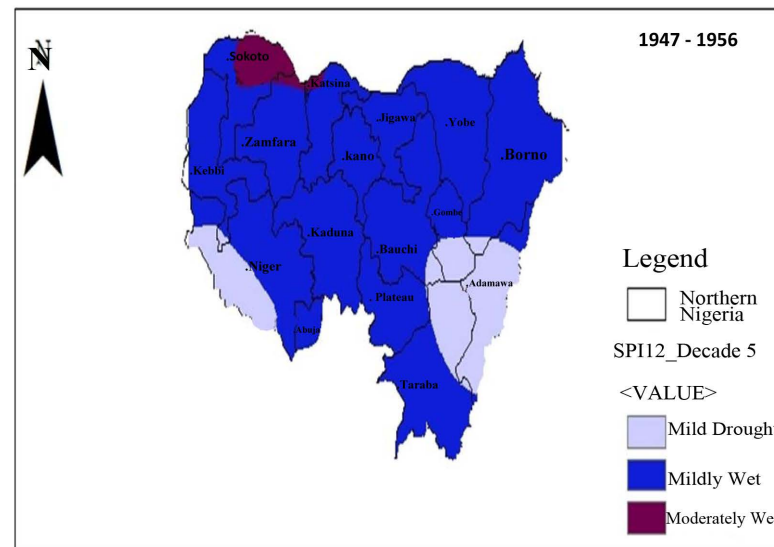 1947 - 1956
N
.Sokoto
.Katsina
.Jigawa
.Yobe
.Zamfara
.kano
.Borno
.Kebbi
.Gombe
.Kaduna
.Bauchi
.Niger
.Adamawa
.Plateau
Abuja
Taraba
Legend
Northern
Nigeria
SPI12_Decade 5
<VALUE>
Mild Drought
Mildly Wet
Moderately We